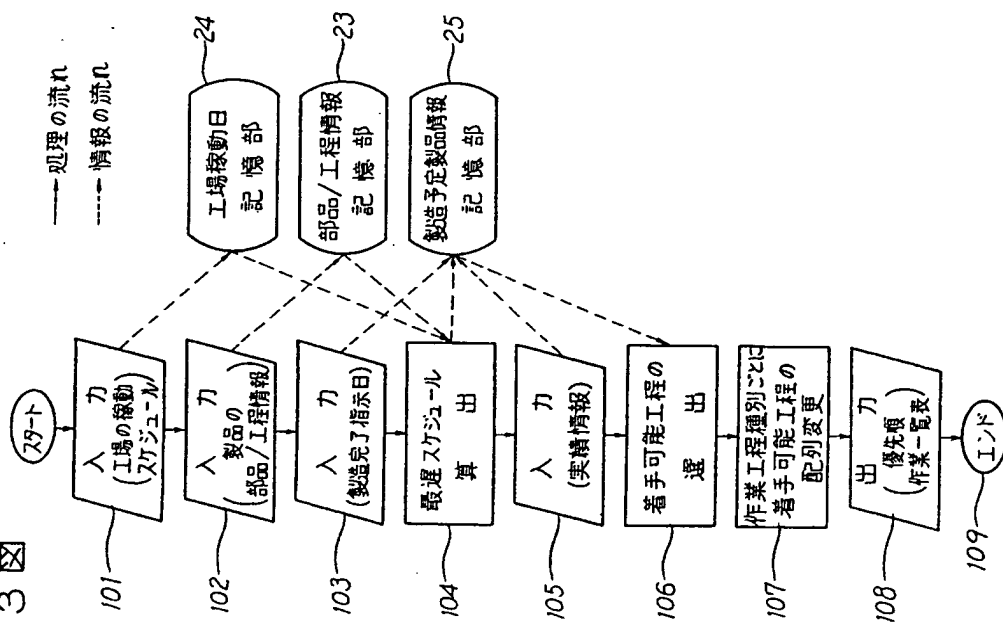 3 図
処理の流れ
情報の流れ
スタート
入力
(工場の稼動
スケジュール)
101
工場稼動日
記憶部
24
入力
(製品の
部品/工程情報)
102
部品/工程情報
記憶部
23
入力
(製造完了指示日)
103
製造予定製品情報
記憶部
25
最遅スケジュール
算出
104
入力
(実績情報)
105
着手可能工程の
選出
106
作業工程種別ごとに
着手可能工程の
配列変更
107
出力
(優先順
作業一覧表)
108
エンド
109